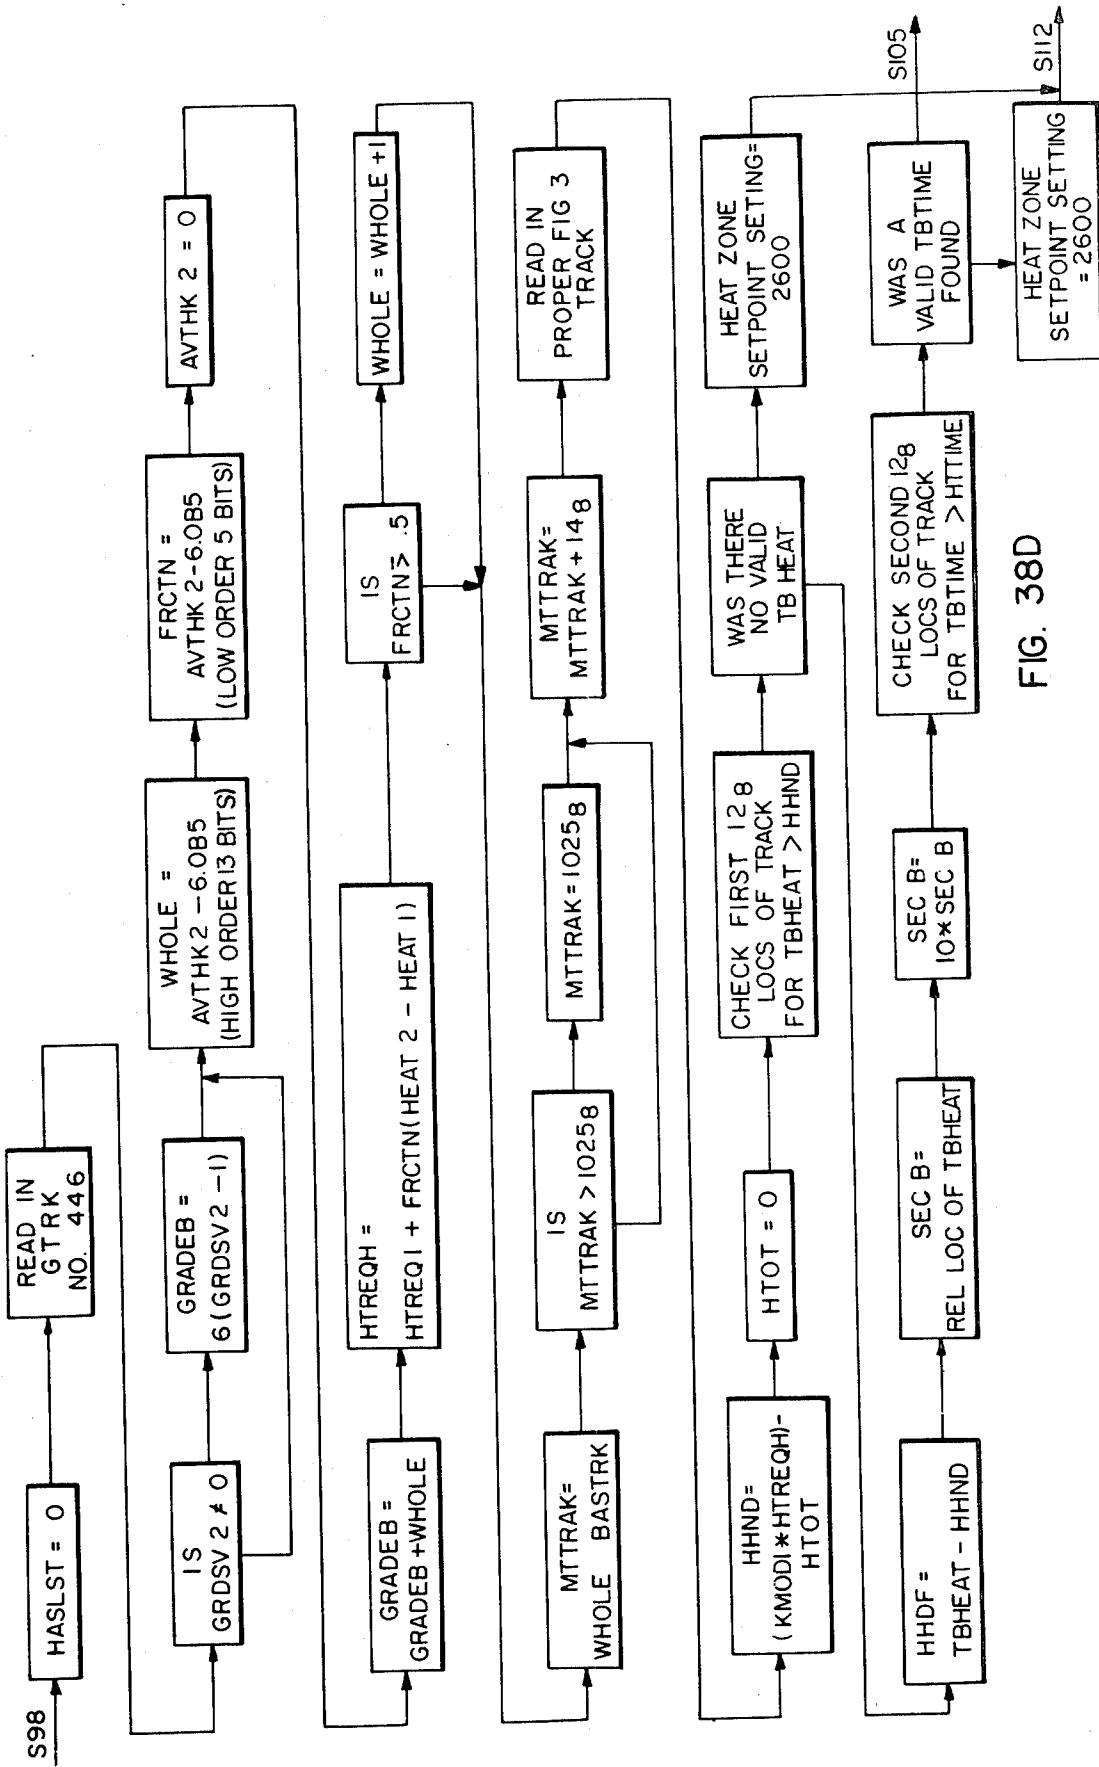 S98
HASLST = 0
READ IN
GTRK
NO. 446
IS
GRDSV 2 ≠ 0
GRADEB =
6(GRDSV2 -1)
WHOLE =
AVTHK2 -6.0B5
(HIGH ORDER 13 BITS)
FRCTN =
AVTHK 2-6.0B5
(LOW ORDER 5 BITS)
AVTHK 2 = 0
GRADEB =
GRADEB+WHOLE
HTREQH =
HTREQ1 + FRCTN(HEAT 2 - HEAT 1)
IS
FRCTN ≥ .5
WHOLE = WHOLE +1
MTTRAK=
WHOLE BASTRK
IS
MTTRAK > 1025₈
MTTRAK=1025₈
MTTRAK=
MTTRAK + 14₈
READ IN
PROPER FIG 3
TRACK
HHND=
(KMODI*HTREQH)-
HTOT
HTOT = 0
CHECK FIRST 12₈
LOCS OF TRACK
FOR TBHEAT > HHND
WAS THERE
NO VALID
TB HEAT
HEAT ZONE
SETPOINT SETING=
2600
HHDF=
TBHEAT - HHND
SEC B=
REL LOC OF TBHEAT
SEC B=
10* SEC B
CHECK SECOND 12₈
LOCS OF TRACK
FOR TBTIME > HTTIME
WAS A
VALID TBTIME
FOUND
S105
HEAT ZONE
SETPOINT SETTING
= 2600
S112
FIG. 38D